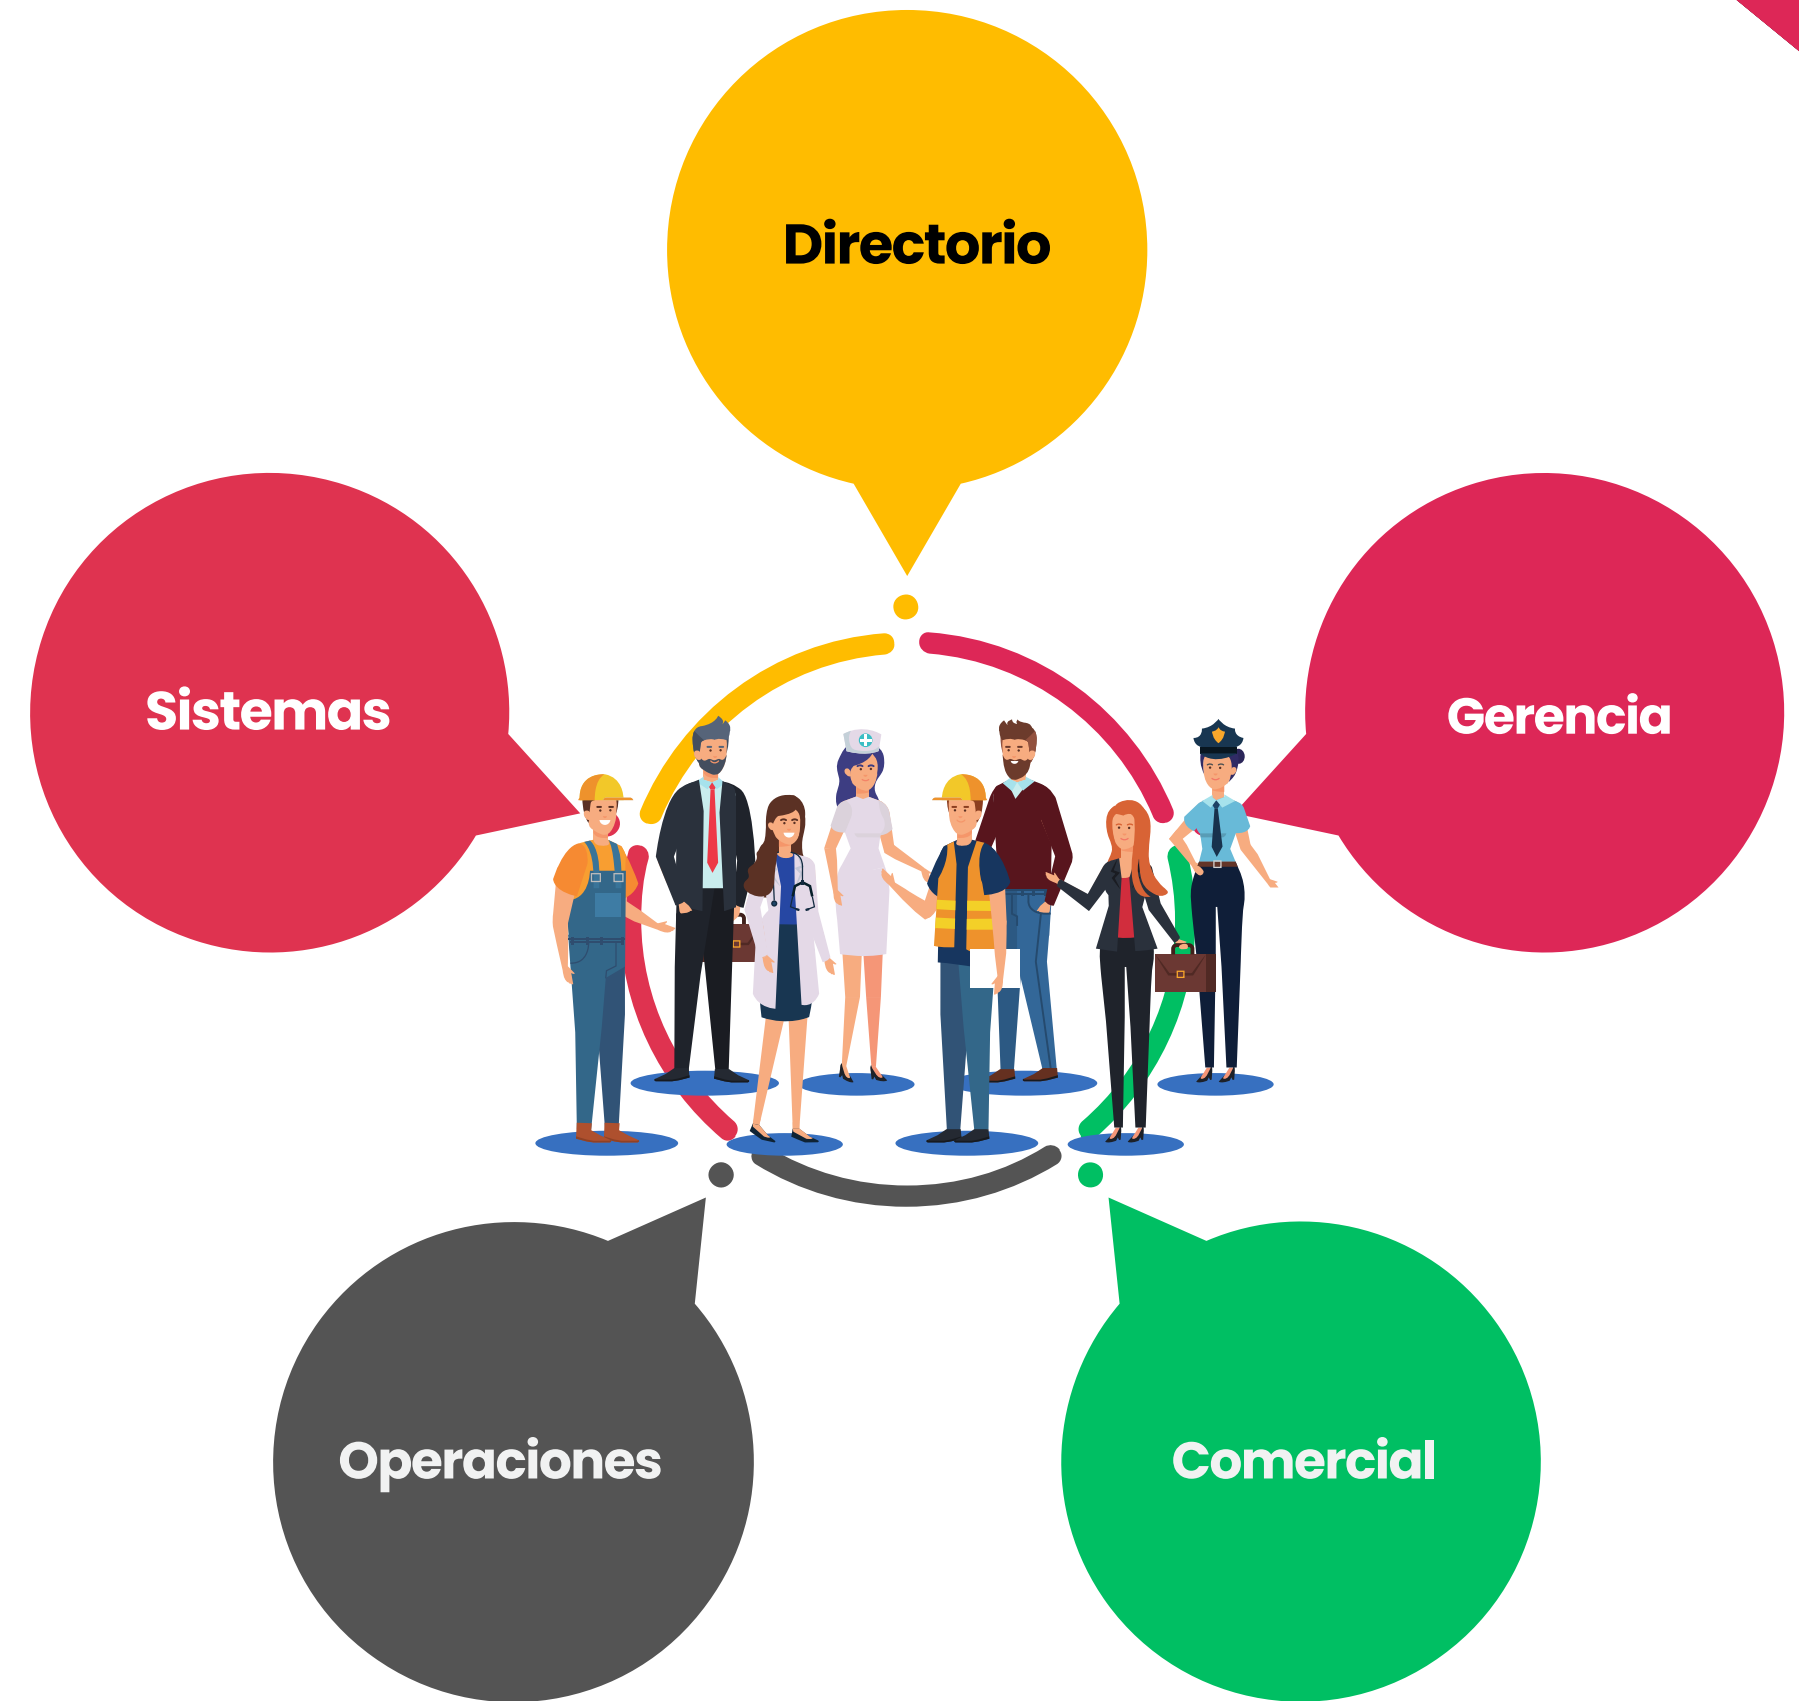 Directorio
Sistemas
Gerencia
Operaciones
Comercial